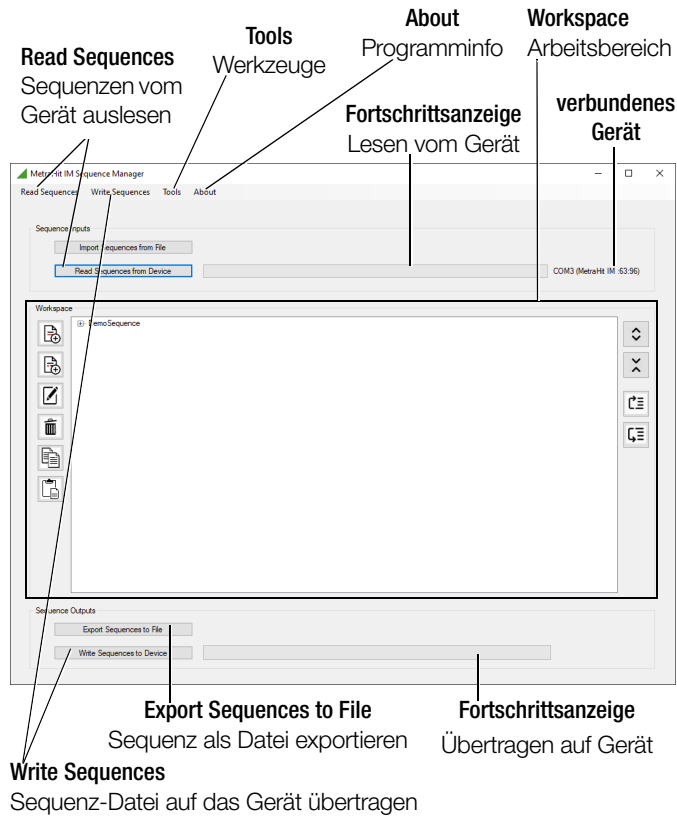 About
Workspace
Tools
Programminfo
Arbeitsbereich
Read Sequences
Werkzeuge
Sequenzen vom
Gerät auslesen
Fortschrittsanzeige
verbundenes
Lesen vom Gerät
Gerät
MetraHit IM Sequence Manager
Read Sequences Write Sequences Tools About
Sequence Inputs
Import Sequences from File
Read Sequences from Device
COM3 (MetraHit IM :63:96)
Workspace
DemoSequence
Sequence Outputs
Export Sequences to File
Write Sequences to Device
Export Sequences to File
Fortschrittsanzeige
Sequenz als Datei exportieren
Übertragen auf Gerät
Write Sequences
Sequenz-Datei auf das Gerät übertragen